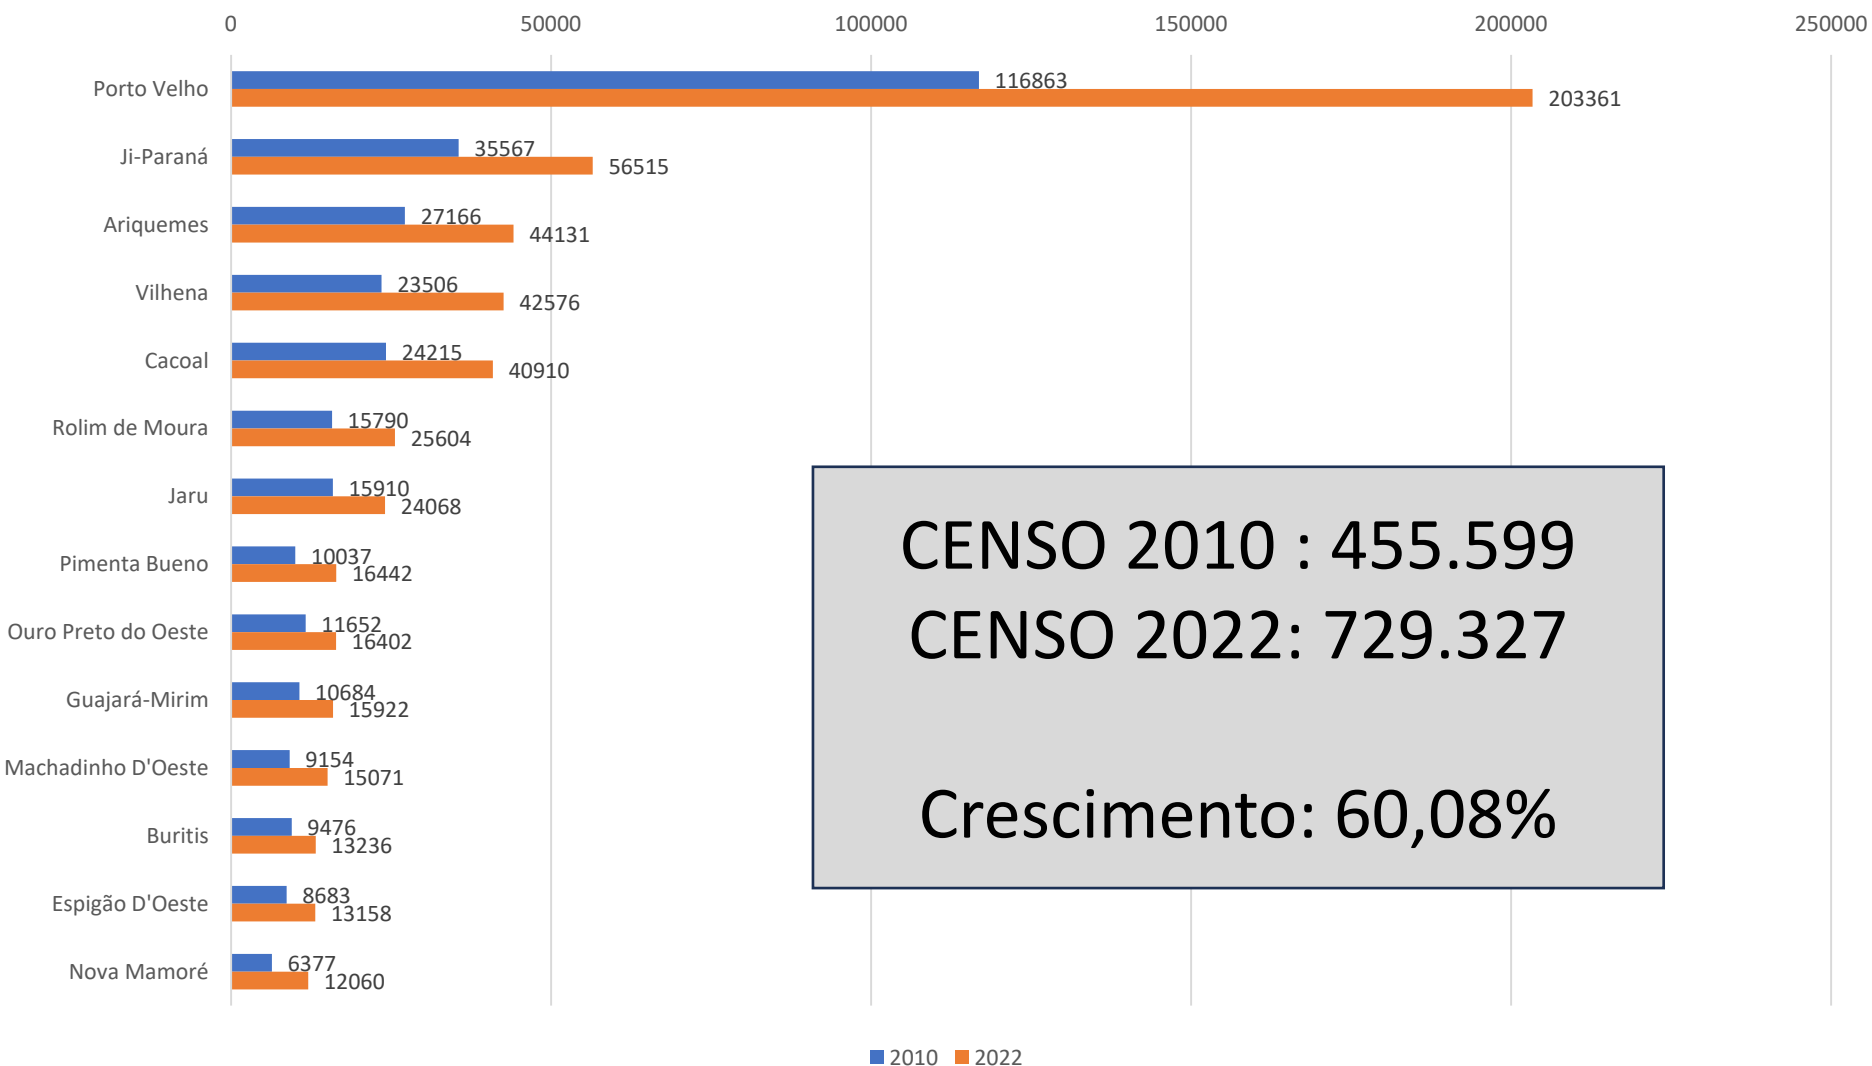 0 50000 100000 150000 200000 250000
Porto Velho 116863
203361
Ji-Paraná 35567
56515
Ariquemes 27166
44131
Vilhena 23506
42576
Cacoal 24215
40910
Rolim de Moura 15790
25604
Jaru 15910
24068
Pimenta Bueno 10037
16442
Ouro Preto do Oeste 11652
16402
Guajará-Mirim 10684
15922
Machadinho D'Oeste 9154
15071
Buritis 9476
13236
Espigão D'Oeste 8683
13158
Nova Mamoré 6377
12060
CENSO 2010 : 455.599
CENSO 2022: 729.327
Crescimento: 60,08%
2010 2022